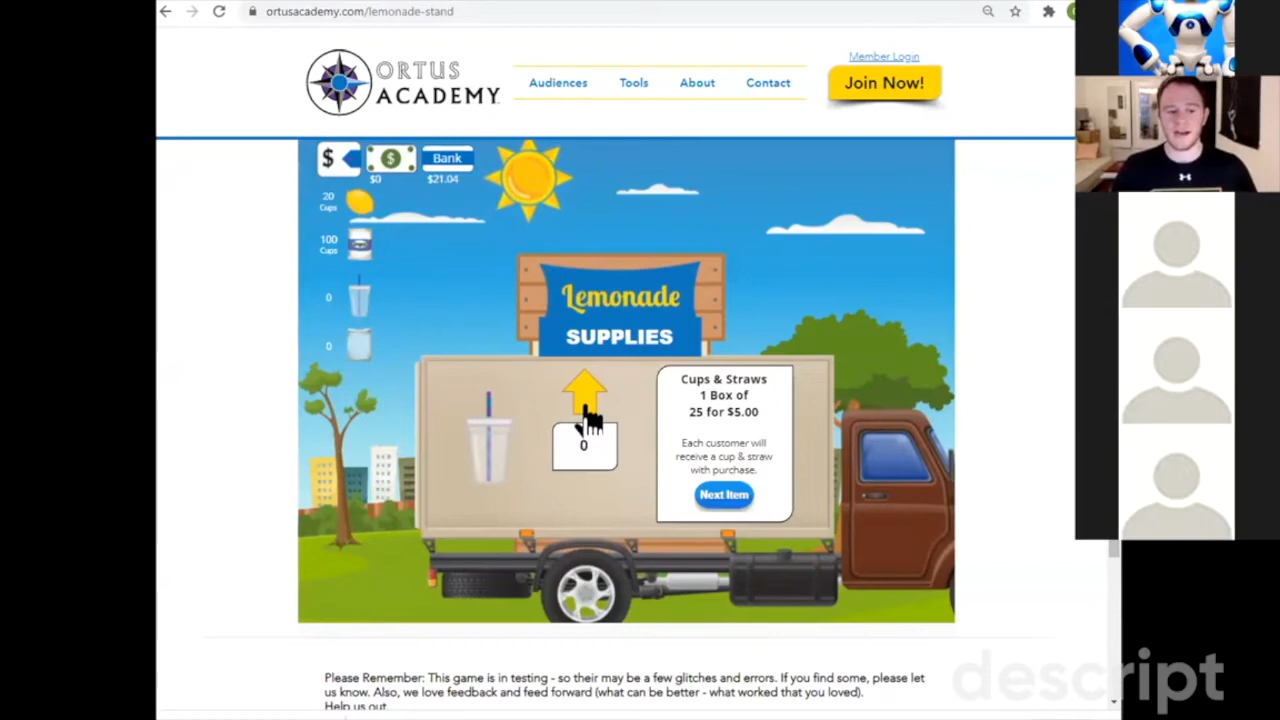 ortusacademy.com/lemonade-stand
ORTUS
ACADEMY
Audiences
Tools
About
Contact
Member Login
Join Now!
$
$
Bank
$0
$21.04
20
Cups
100
Cups
0
0
Lemonade
SUPPLIES
0
Cups & Straws
1 Box of
25 for $5.00
Each customer will
receive a cup & straw
with purchase.
Next Item
Please Remember: This game is in testing - so their may be a few glitches and errors. If you find some, please let
us know. Also, we love feedback and feed forward (what can be better - what worked that you loved).
Help us out
descript